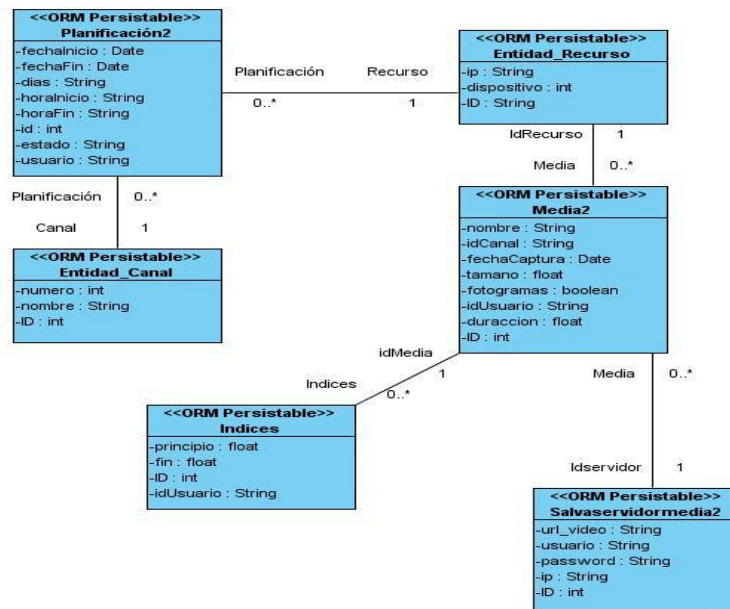 <<ORM Persistable>>
Planificación2
-fechaInicio : Date
-fechaFin : Date
-dias : String
-horaInicio : String
-horaFin : String
-id : int
-estado : String
-usuario : String
Planificación
Recurso
0..*
1
<<ORM Persistable>>
Entidad_Recurso
-ip : String
-dispositivo : int
-ID : String
IdRecurso
1
Media
0..*
Planificación
0..*
Canal
1
<<ORM Persistable>>
Entidad_Canal
-numero : int
-nombre : String
-ID : int
<<ORM Persistable>>
Media2
-nombre : String
-idCanal : String
-fechaCaptura : Date
-tamano : float
-fotogramas : boolean
-idUsuario : String
-duraccion : float
-ID : int
idMedia
1
Indices
0..*
<<ORM Persistable>>
Indices
-principio : float
-fin : float
-ID : int
-idUsuario : String
Media
0..*
Idservidor
1
<<ORM Persistable>>
Salvaservidormedia2
-url_video : String
-usuario : String
-password : String
-ip : String
-ID : int